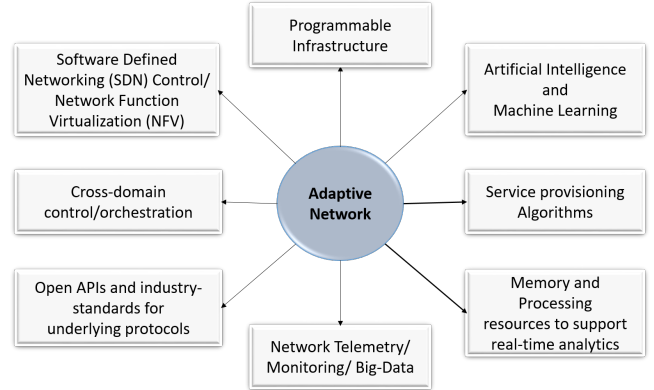 Programmable
Infrastructure
Software Defined
Networking (SDN) Control/
Network Function
Virtualization (NFV)
Artificial Intelligence
and
Machine Learning
Cross-domain
control/orchestration
Adaptive
Network
Service provisioning
Algorithms
Open APIs and industry-
standards for
underlying protocols
Memory and
Processing
resources to support
real-time analytics
Network Telemetry/
Monitoring/ Big-Data